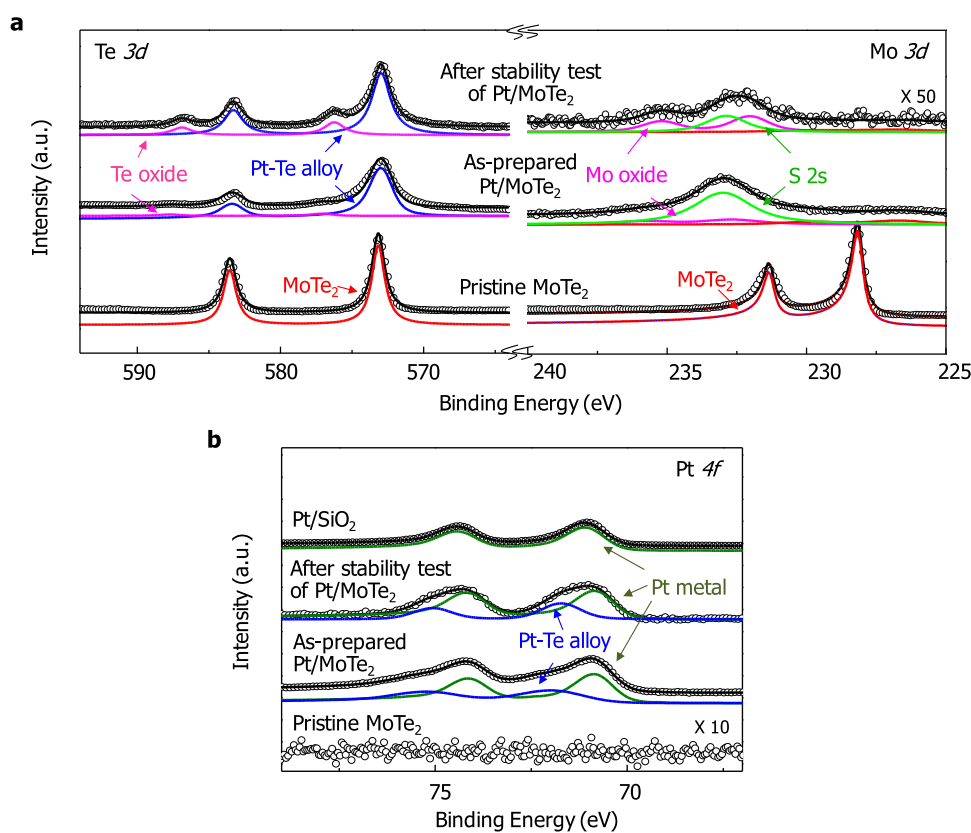 a
Te 3d
Mo 3d
After stability test
of Pt/MoTe2
X 50
Te oxide
Pt-Te alloy
As-prepared
Pt/MoTe2
Mo oxide
S 2s
MoTe2
Pristine MoTe2
MoTe2
Intensity (a.u.)
590
580
570
240
235
230
225
Binding Energy (eV)
b
Pt 4f
Pt/SiO2
After stability test
of Pt/MoTe2
Pt metal
Pt-Te alloy
As-prepared
Pt/MoTe2
Pristine MoTe2
X 10
Intensity (a.u.)
75
70
Binding Energy (eV)